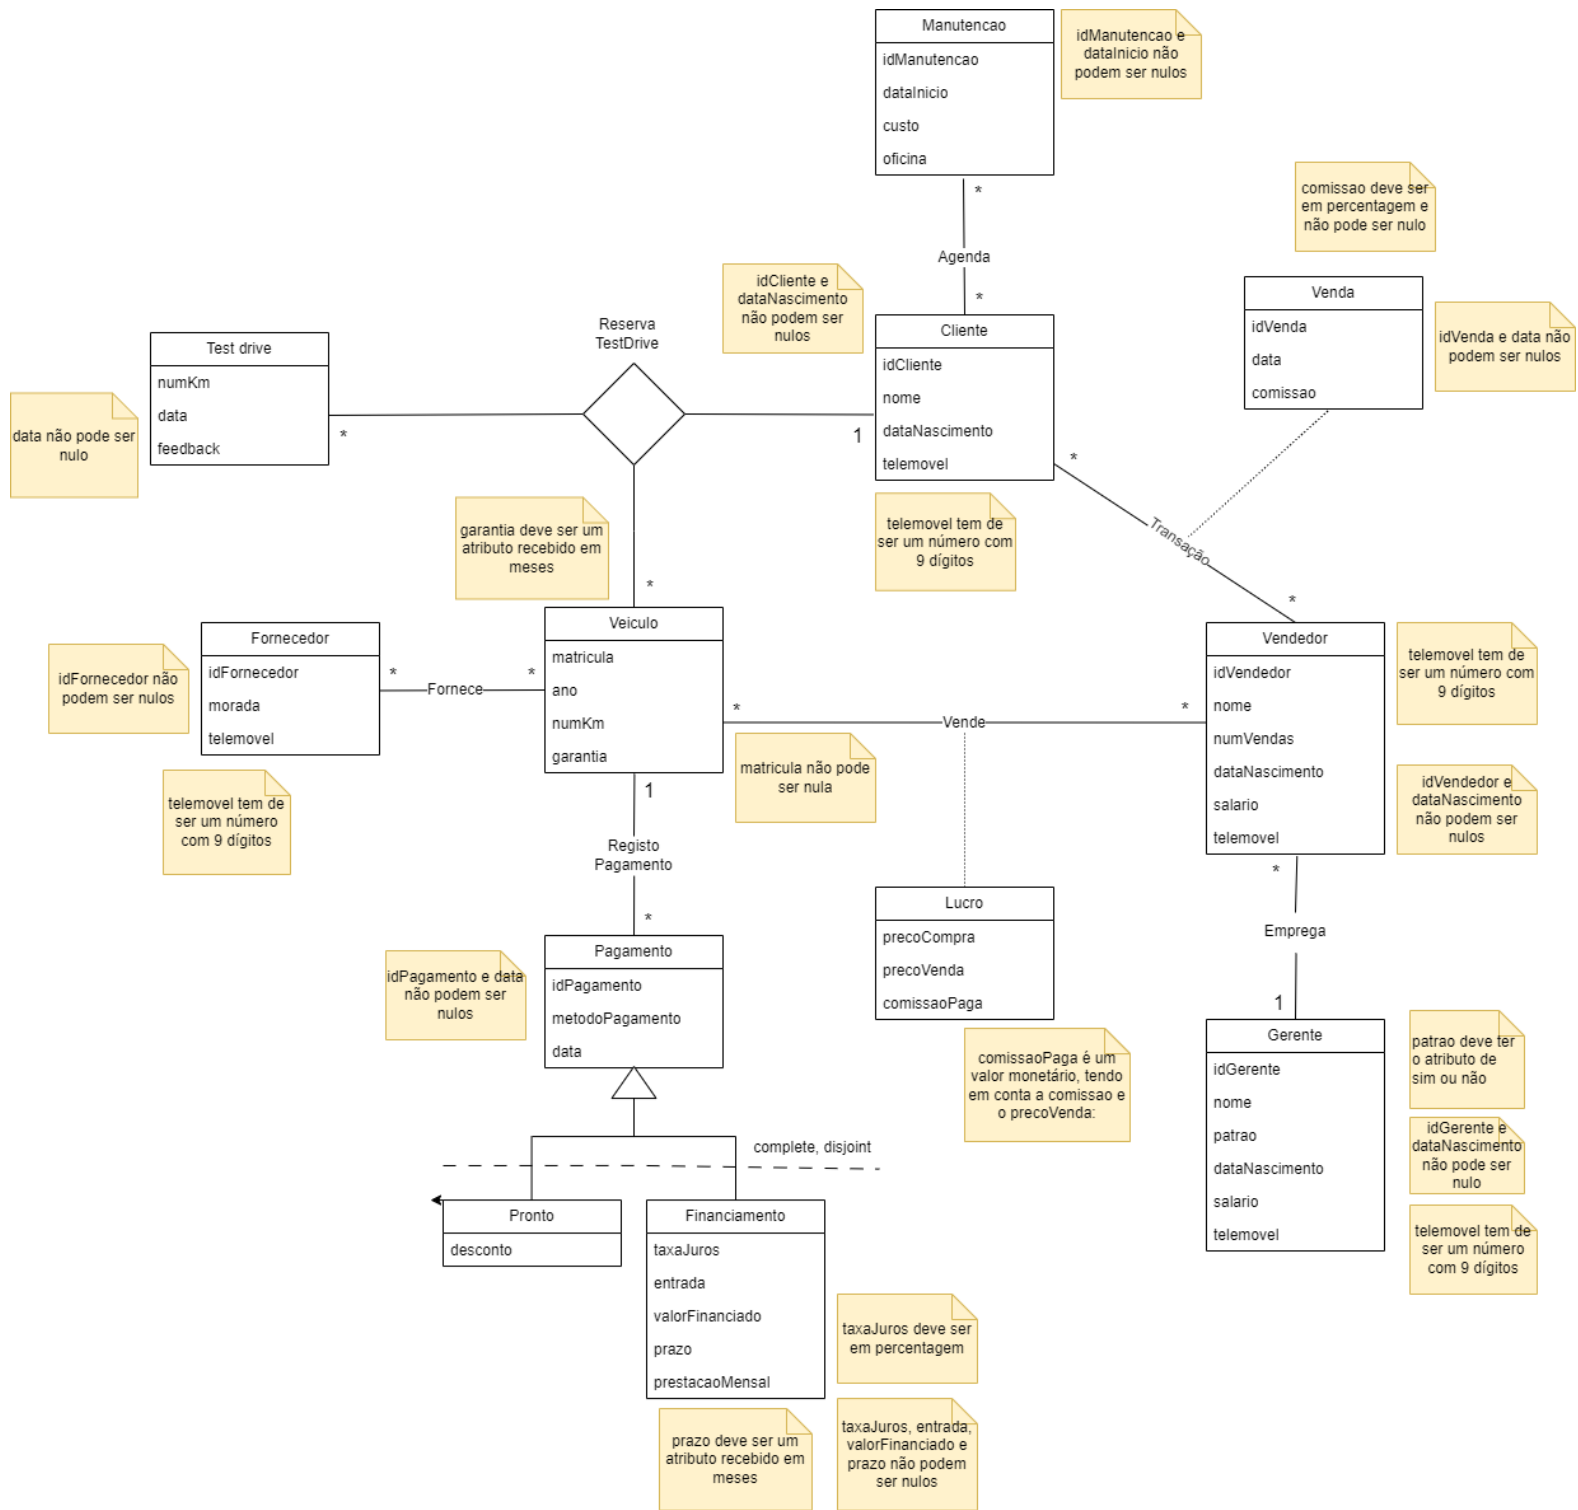 Manutencao
idManutencao
dataInicio
custo
oficina
idManutencao e
dataInicio não
podem ser nulos
*
Agenda
*
comissao deve ser
em percentagem e
não pode ser nulo
Venda
idVenda
data
comissao
idVenda e data não
podem ser nulos
idCliente e
dataNascimento
não podem ser
nulos
Cliente
idCliente
nome
dataNascimento
telemovel
telemovel tem de
ser um número com
9 dígitos
Reserva
TestDrive
*
1
*
Test drive
numKm
data
feedback
data não pode ser
nulo
garantia deve ser um
atributo recebido em
meses
*
Transação
*
Fornecedor
idFornecedor
morada
telemovel
idFornecedor não
podem ser nulos
telemovel tem de
ser um número
com 9 dígitos
*
Fornece
*
Veiculo
matricula
ano
numKm
garantia
matricula não pode
ser nula
*
Vende
*
Vendedor
idVendedor
nome
numVendas
dataNascimento
salario
telemovel
telemovel tem de
ser um número com
9 dígitos
idVendedor e
dataNascimento
não podem ser
nulos
1
Registo
Pagamento
*
Pagamento
idPagamento
metodoPagamento
data
idPagamento e data
não podem ser
nulos
Lucro
precoCompra
precoVenda
comissaoPaga
comissaoPaga é um
valor monetário, tendo
em conta a comissao e
o precoVenda:
*
Emprega
1
Gerente
idGerente
nome
patrao
dataNascimento
salario
telemovel
patrao deve ter
o atributo de
sim ou não
idGerente e
dataNascimento
não pode ser
nulo
telemovel tem de
ser um número
com 9 dígitos
complete, disjoint
Pronto
desconto
Financiamento
taxaJuros
entrada
valorFinanciado
prazo
prestacaoMensal
taxaJuros deve ser
em percentagem
prazo deve ser um
atributo recebido em
meses
taxaJuros, entrada,
valorFinanciado e
prazo não podem
ser nulos